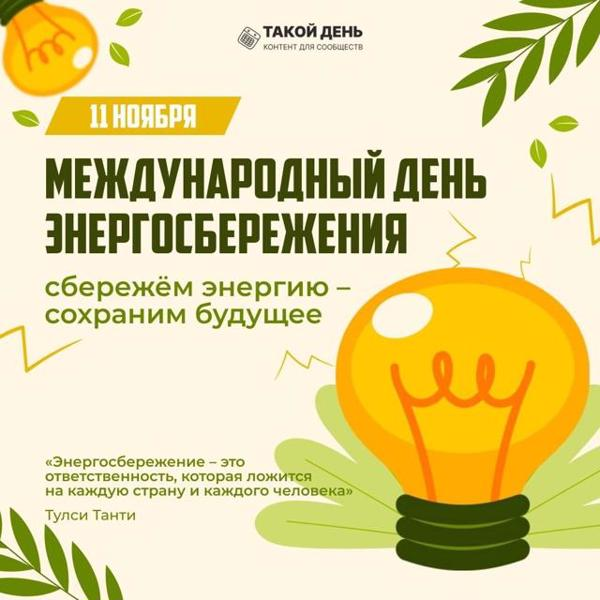 ТАКОЙ ДЕНЬ
КОНТЕНТ ДЛЯ СООБЩЕСТВ
11 НОЯБРЯ
МЕЖДУНАРОДНЫЙ ДЕНЬ
ЭНЕРГОСБЕРЕЖЕНИЯ
сбережём энергию –
сохраним будущее
«Энергосбережение – это
ответственность, которая ложится
на каждую страну и каждого человека»
Тулси Танти